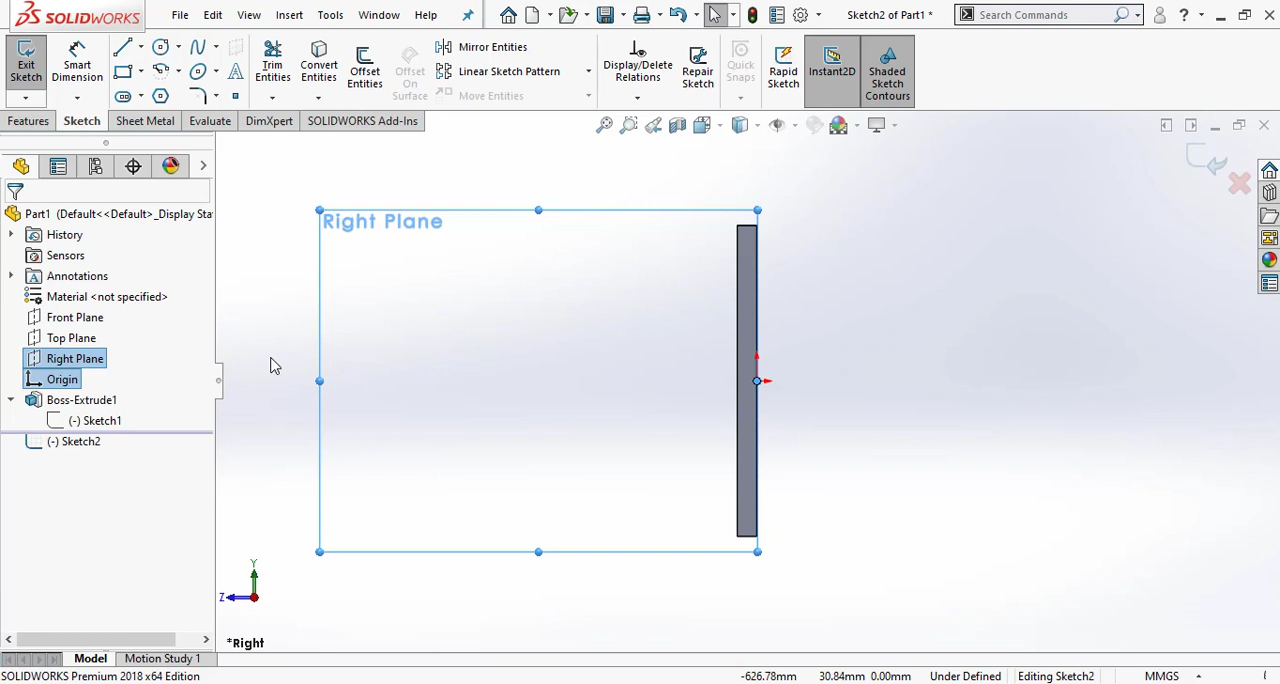 SOLIDWORKS File Edit View Insert Tools Window Help Sketch2 of Part1 * Search Commands ?
Exit Sketch Smart Dimension Trim Entities Convert Entities Offset Entities Offset On Surface Mirror Entities Linear Sketch Pattern Move Entities Display/Delete Relations Repair Sketch Quick Snaps Rapid Sketch Instant2D Shaded Sketch Contours
Features Sketch Sheet Metal Evaluate DimXpert SOLIDWORKS Add-Ins
Part1 (Default<<Default>_Display Sta
History
Sensors
Annotations
Material <not specified>
Front Plane
Top Plane
Right Plane
Origin
Boss-Extrude1
(-) Sketch1
(-) Sketch2
Right Plane
Y
Z
*Right
Model Motion Study 1
SOLIDWORKS Premium 2018 x64 Edition -626.78mm 30.84mm 0.00mm Under Defined Editing Sketch2 MMGS